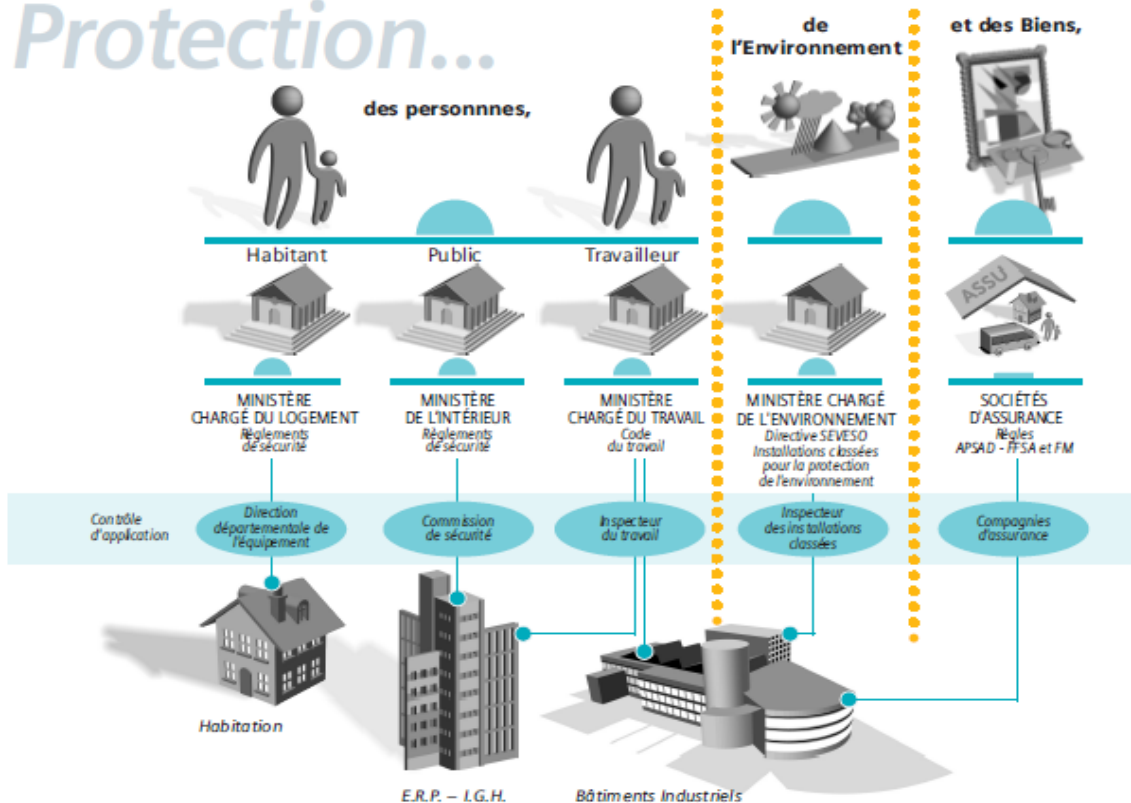 Protection...
des personnnes,
de
l'Environnement
et des Biens,
Habitant
Public
Travailleur
ASSU
MINISTÈRE
CHARGÉ DU LOGEMENT
Règlements
de sécurité
MINISTÈRE
DE L'INTÉRIEUR
Règlements
de sécurité
MINISTÈRE
CHARGÉ DU TRAVAIL
Code
du travail
MINISTÈRE CHARGÉ
DE L'ENVIRONNEMENT
Directive SEVESO
Installations classées
pour la protection
de l'environnement
SOCIÉTÉS
D'ASSURANCE
Règles
APSAD - FFSA et FM
Contrôle
d'application
Direction
départementale de
l'équipement
Commission
de sécurité
Inspecteur
du travail
Inspecteur
des installations
classées
Compagnies
d'assurance
Habitation
E.R.P. – I.G.H.
Bâtiments Industriels